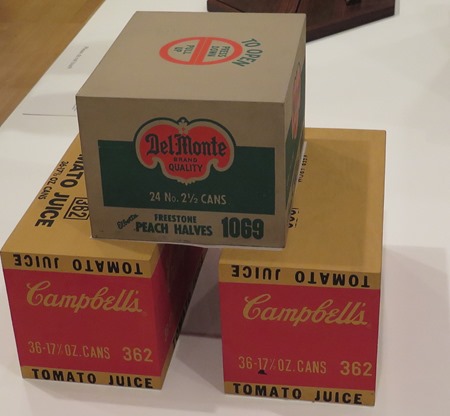 TO OPEN
PRESS
DOWN
PULL
UP
Del Monte
BRAND
QUALITY
24 No. 2½ CANS
FREESTONE
PEACH HALVES 1069
TOMATO JUICE
362
TOMATO JUICE
Campbell's
36-17½ OZ. CANS 362
TOMATO JUICE
TOMATO JUICE
Campbell's
36-17½ OZ. CANS 362
TOMATO JUICE